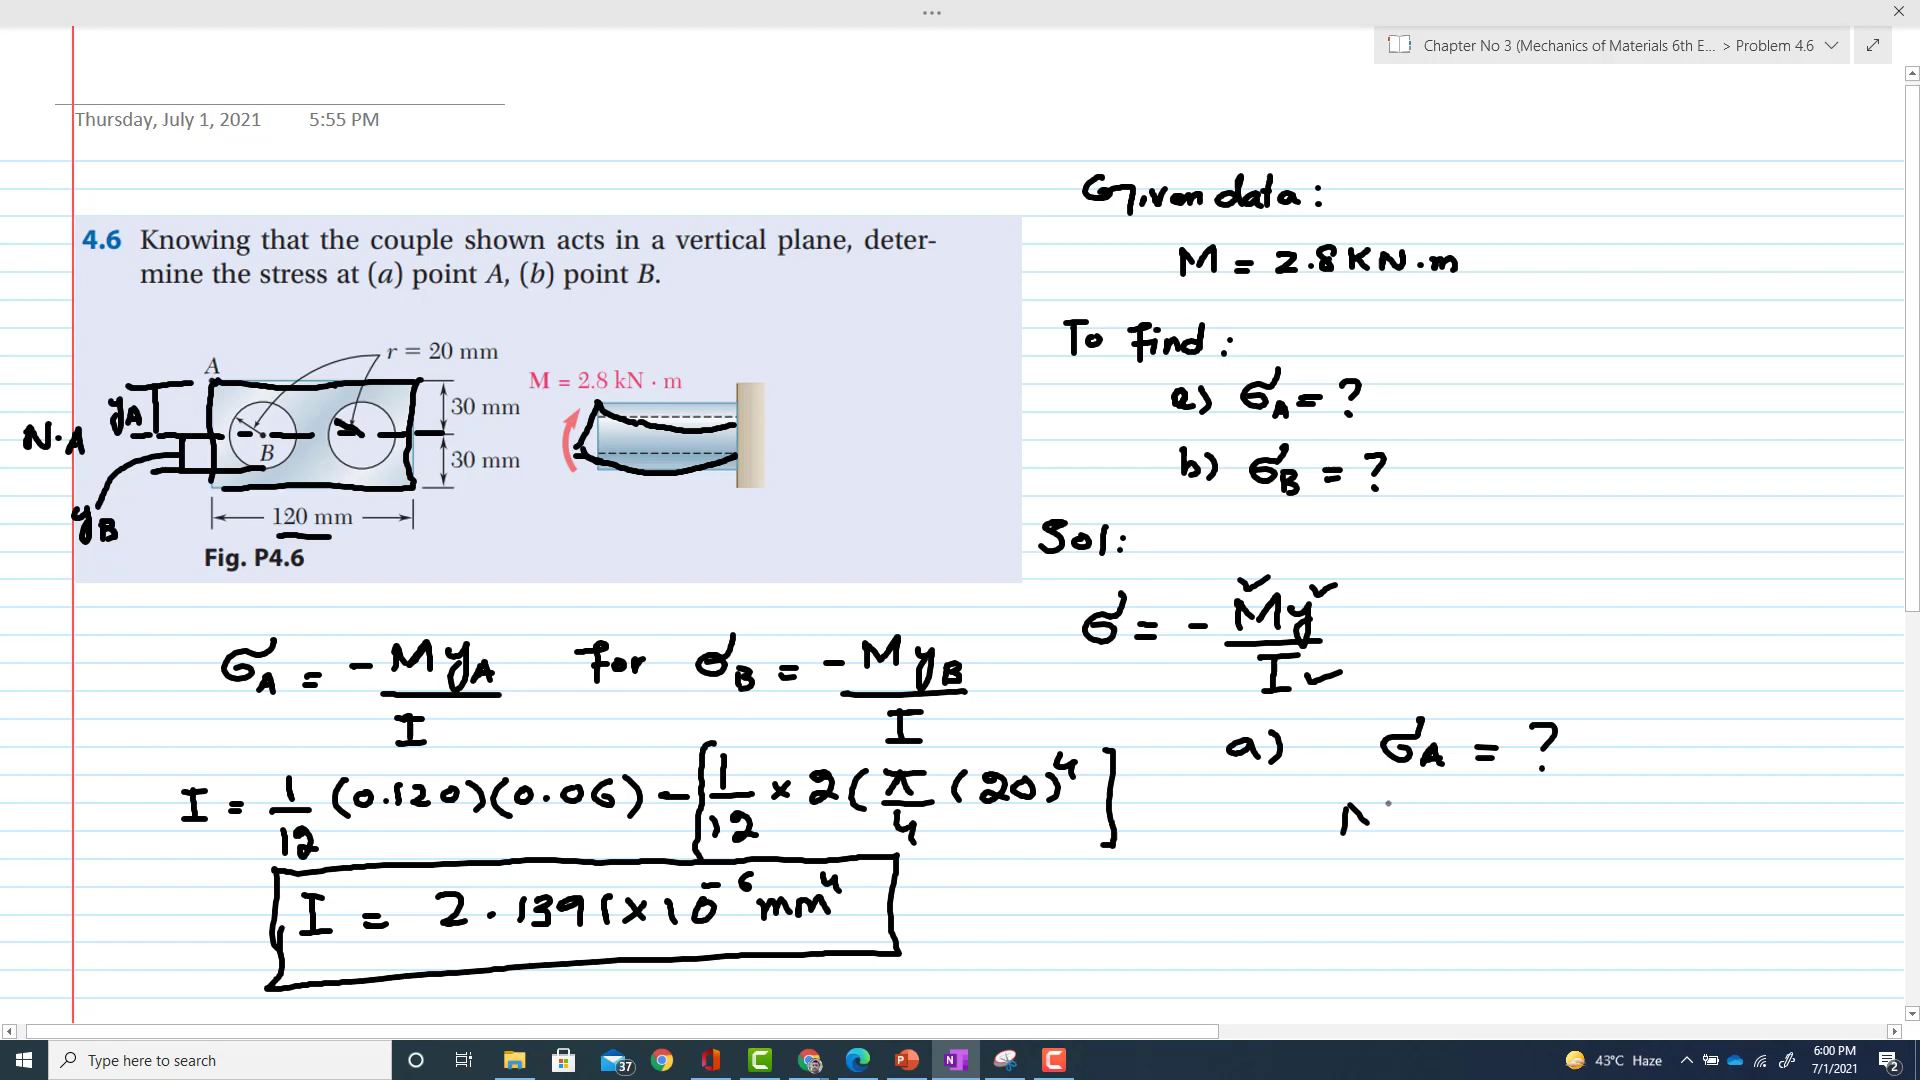 Chapter No 3 (Mechanics of Materials 6th E... > Problem 4.6
Thursday, July 1, 2021 5:55 PM
4.6 Knowing that the couple shown acts in a vertical plane, deter-
mine the stress at (a) point A, (b) point B.
A
r = 20 mm
M = 2.8 kN · m
30 mm
30 mm
B
120 mm
Fig. P4.6
N.A
yA
yB
Given data:
M = 2.8 KN.m
To Find:
a) σA = ?
b) σB = ?
Sol:
σ = - My/I
a) σA = ?
σA = - MyA/I For σB = - MyB/I
I = 1/12 (0.120)(0.06) - [1/12 × 2(π/4 (20)⁴]
I = 2.1391×10⁻⁶ mm⁴
Type here to search
37
43°C Haze
6:00 PM
7/1/2021
2